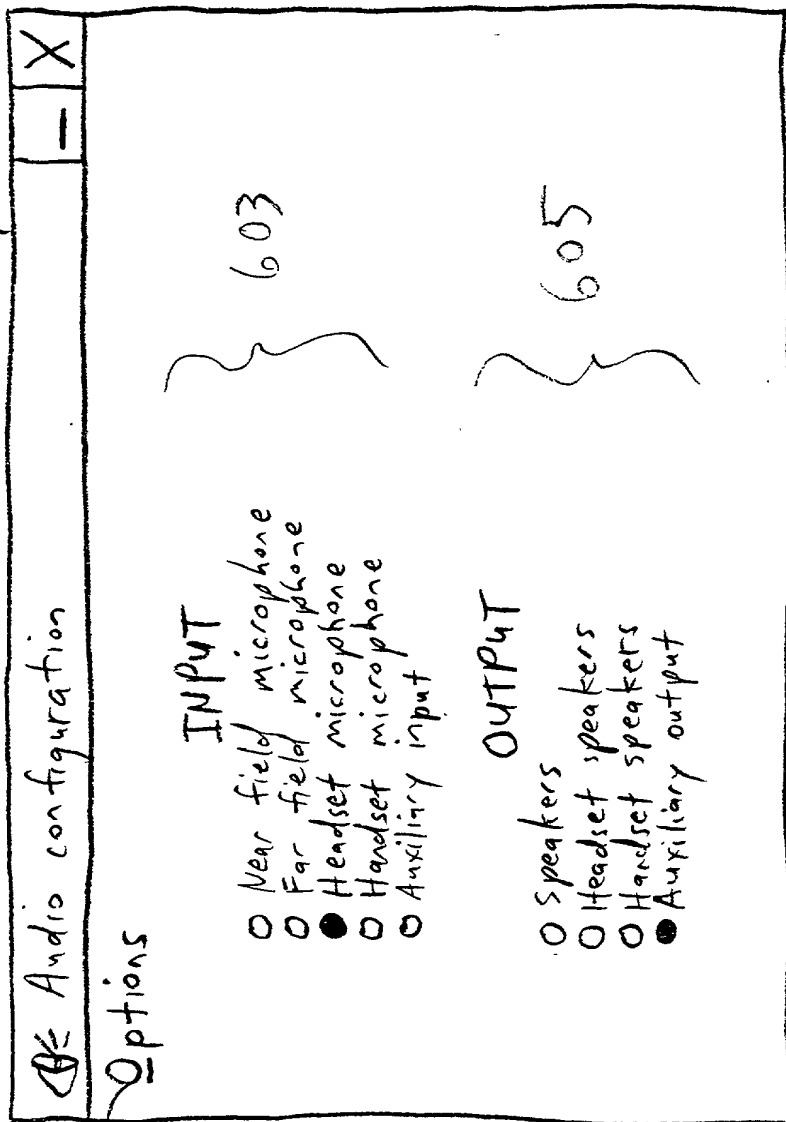 Audio configuration
Options
INPUT
Near field microphone
Far field microphone
Headset microphone
Handset microphone
Auxiliary input
603
OUTPUT
Speakers
Headset speakers
Handset speakers
Auxiliary output
605